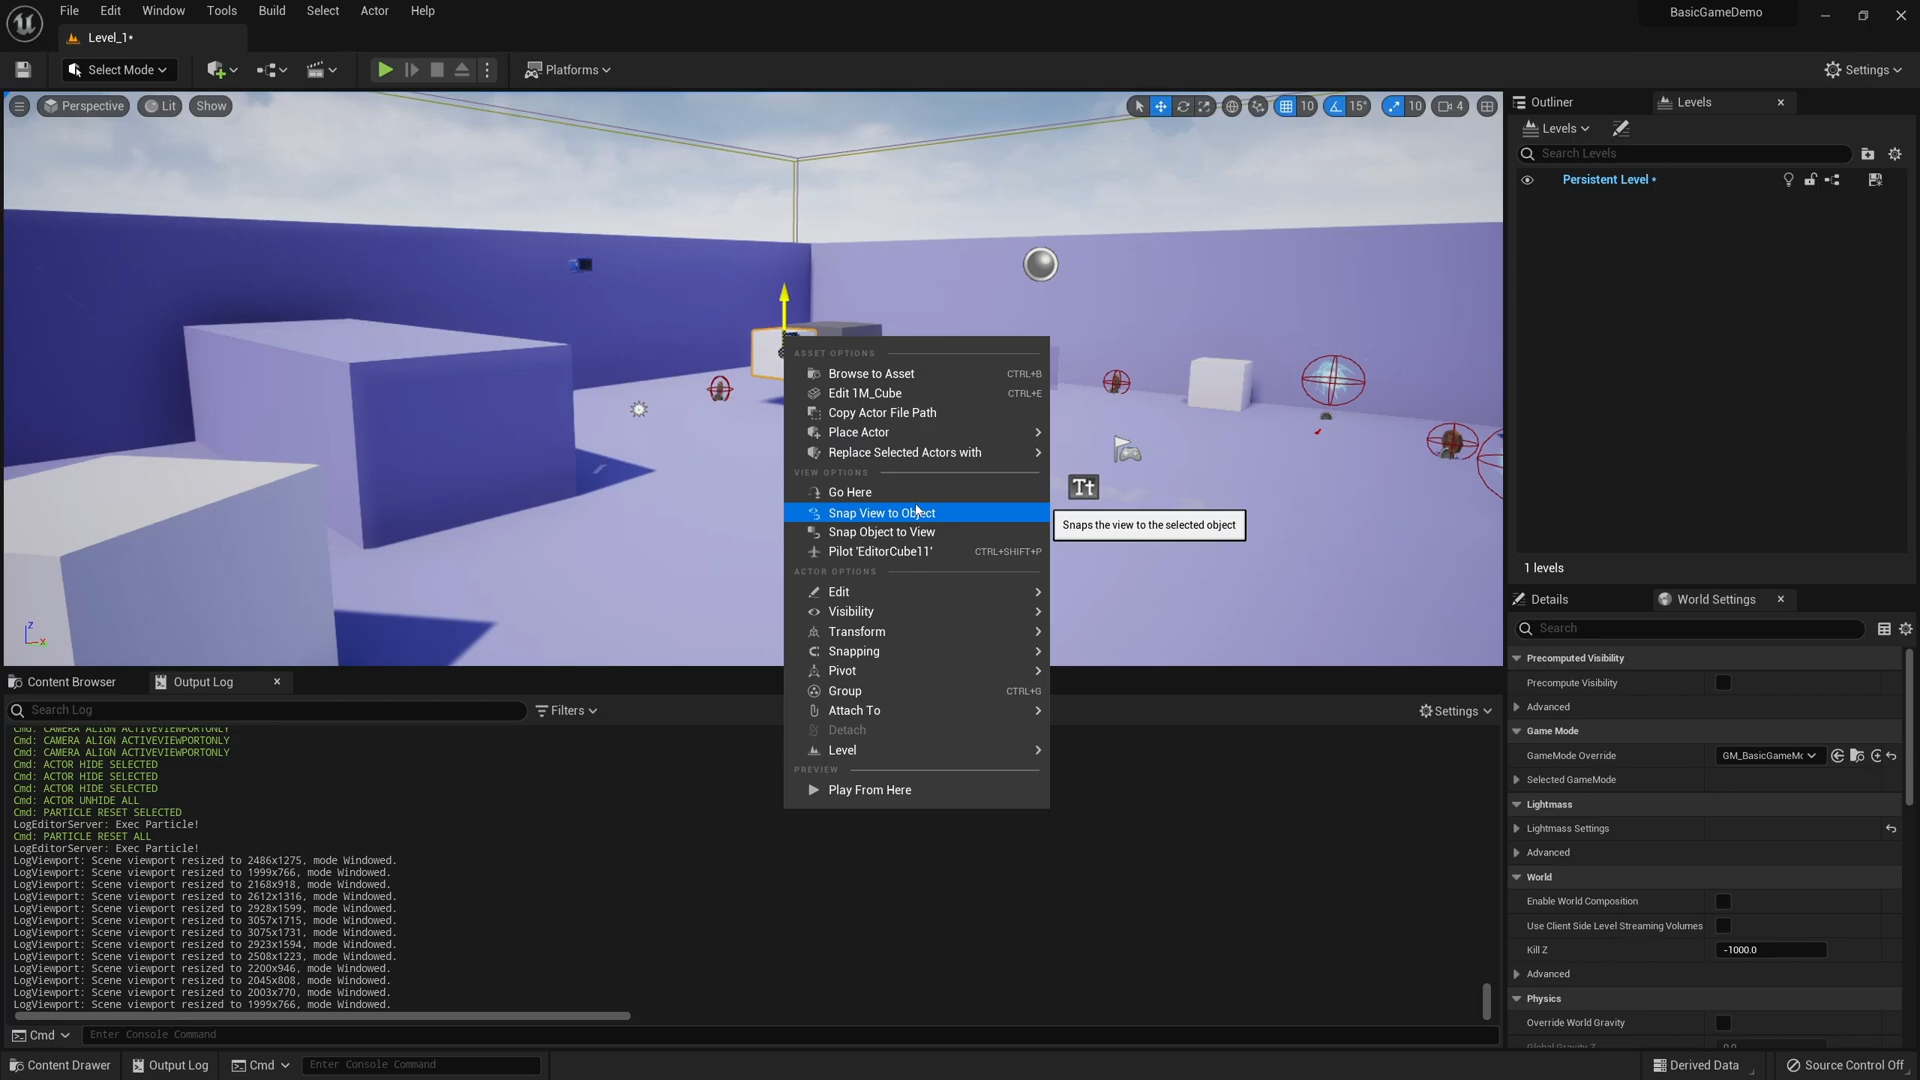 File Edit Window Tools Build Select Actor Help
BasicGameDemo
Level_1*
Select Mode
Platforms
Settings
Perspective Lit Show
10 15° 10 4
Outliner Levels
Levels
Search Levels
Persistent Level *
1 levels
ASSET OPTIONS
Browse to Asset CTRL+B
Edit 1M_Cube CTRL+E
Copy Actor File Path
Place Actor
Replace Selected Actors with
VIEW OPTIONS
Go Here
Snap View to Object
Snaps the view to the selected object
Snap Object to View
Pilot 'EditorCube11' CTRL+SHIFT+P
ACTOR OPTIONS
Edit
Visibility
Transform
Snapping
Pivot
Group CTRL+G
Attach To
Detach
Level
PREVIEW
Play From Here
Tt
Z
X
Details World Settings
Search
Precomputed Visibility
Precompute Visibility
Advanced
Game Mode
GameMode Override GM_BasicGameMc
Selected GameMode
Lightmass
Lightmass Settings
Advanced
World
Enable World Composition
Use Client Side Level Streaming Volumes
Kill Z -1000.0
Advanced
Physics
Override World Gravity
Global Gravity Z 0.0
Content Browser Output Log
Search Log Filters Settings
Cmd: CAMERA ALIGN ACTIVEVIEWPORTONLY
Cmd: CAMERA ALIGN ACTIVEVIEWPORTONLY
Cmd: CAMERA ALIGN ACTIVEVIEWPORTONLY
Cmd: ACTOR HIDE SELECTED
Cmd: ACTOR HIDE SELECTED
Cmd: ACTOR HIDE SELECTED
Cmd: ACTOR UNHIDE ALL
Cmd: PARTICLE RESET SELECTED
LogEditorServer: Exec Particle!
Cmd: PARTICLE RESET ALL
LogEditorServer: Exec Particle!
LogViewport: Scene viewport resized to 2486x1275, mode Windowed.
LogViewport: Scene viewport resized to 1999x766, mode Windowed.
LogViewport: Scene viewport resized to 2168x918, mode Windowed.
LogViewport: Scene viewport resized to 2612x1316, mode Windowed.
LogViewport: Scene viewport resized to 2928x1599, mode Windowed.
LogViewport: Scene viewport resized to 3057x1715, mode Windowed.
LogViewport: Scene viewport resized to 3075x1731, mode Windowed.
LogViewport: Scene viewport resized to 2923x1594, mode Windowed.
LogViewport: Scene viewport resized to 2508x1223, mode Windowed.
LogViewport: Scene viewport resized to 2200x946, mode Windowed.
LogViewport: Scene viewport resized to 2045x808, mode Windowed.
LogViewport: Scene viewport resized to 2003x770, mode Windowed.
LogViewport: Scene viewport resized to 1999x766, mode Windowed.
Cmd Enter Console Command
Content Drawer Output Log Cmd Enter Console Command
Derived Data Source Control Off